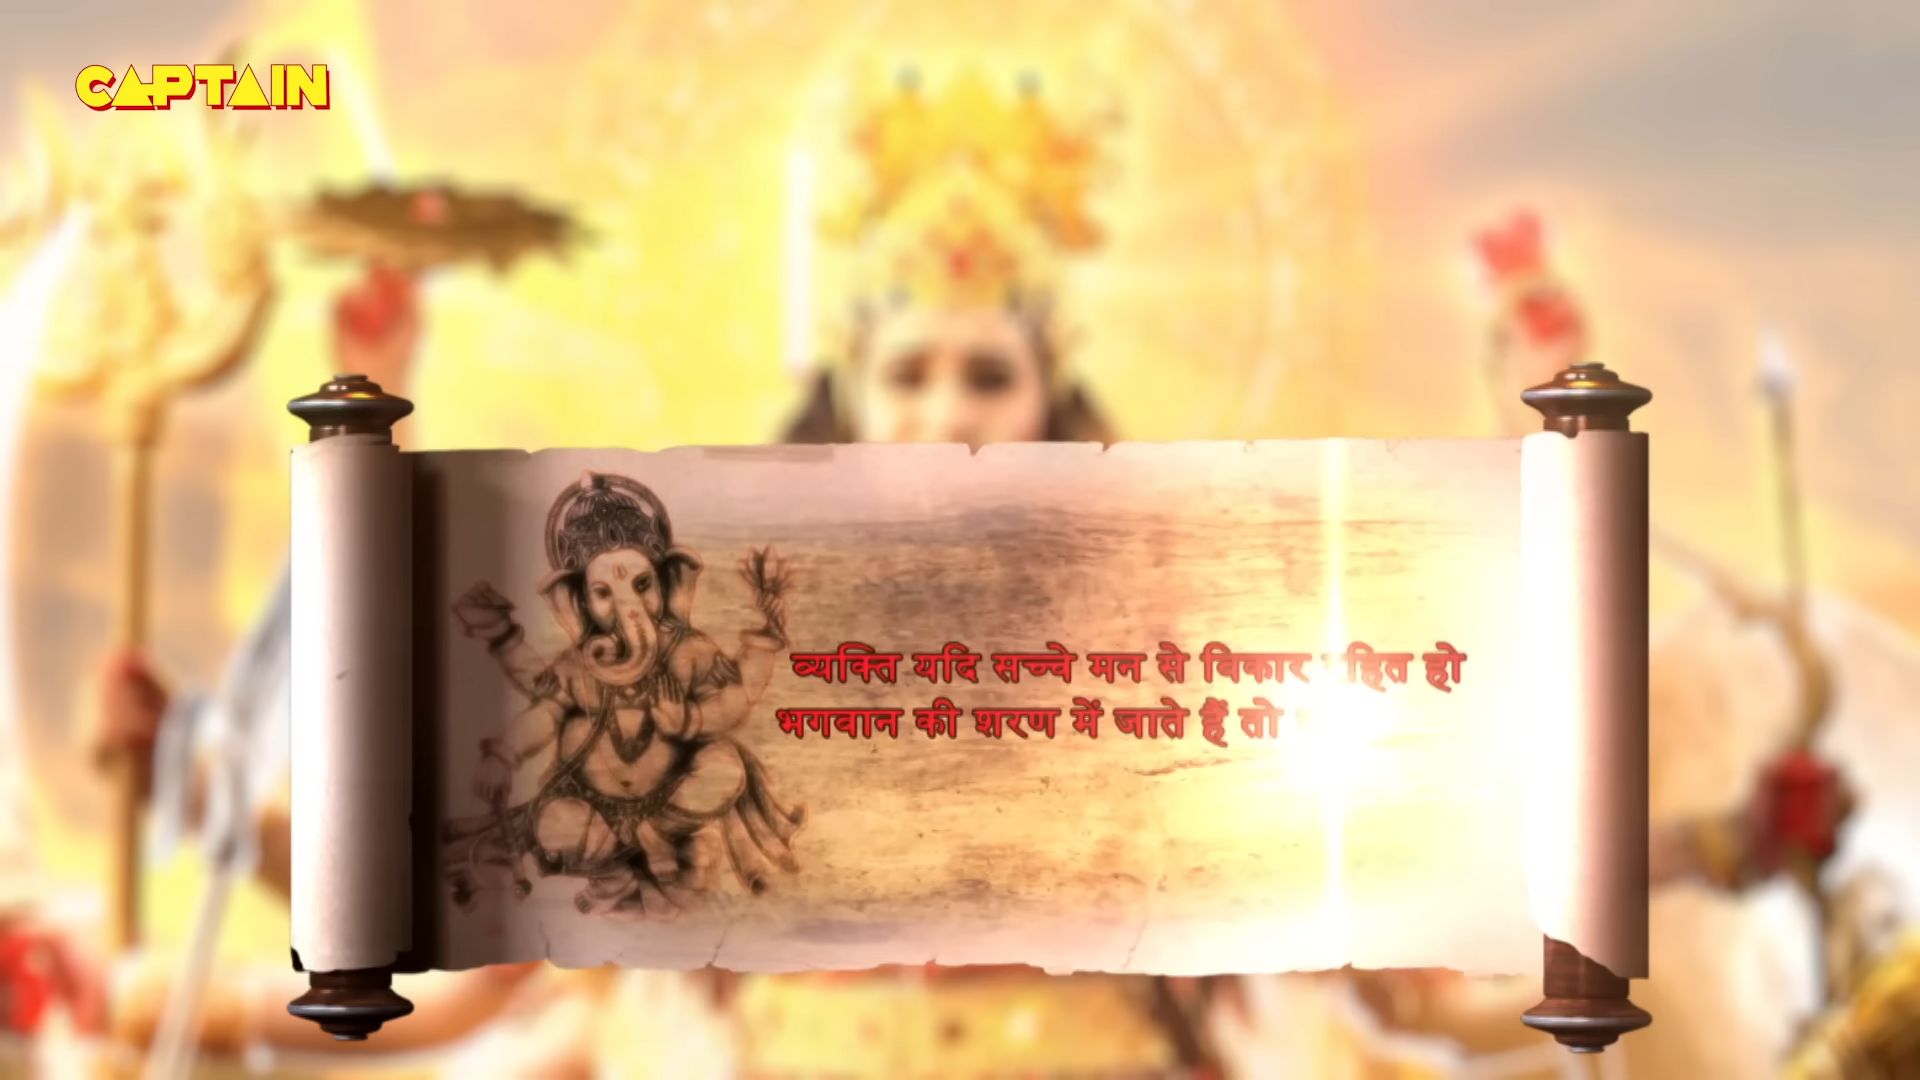 CAPTAIN
व्यक्ति यदि सच्चे मन से विकार हो
भगवान की शरण में जाते हैं तो